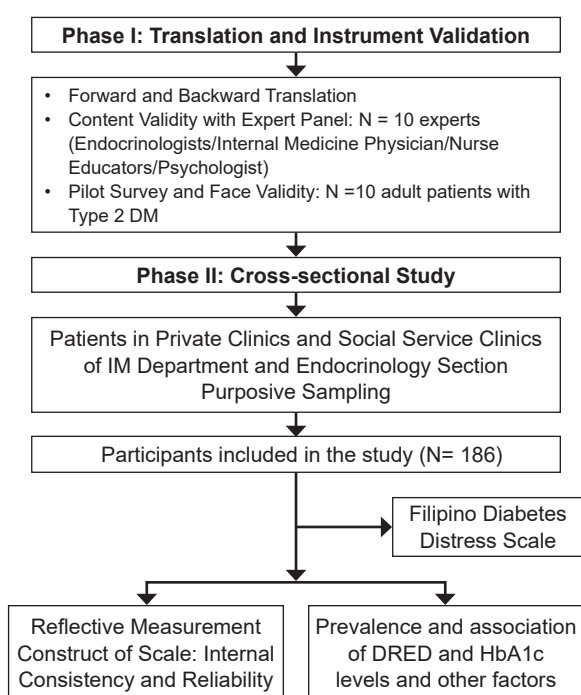 Phase I: Translation and Instrument Validation
• Forward and Backward Translation
• Content Validity with Expert Panel: N = 10 experts
(Endocrinologists/Internal Medicine Physician/Nurse
Educators/Psychologist)
• Pilot Survey and Face Validity: N =10 adult patients with
Type 2 DM
Phase II: Cross-sectional Study
Patients in Private Clinics and Social Service Clinics
of IM Department and Endocrinology Section
Purposive Sampling
Participants included in the study (N= 186)
Filipino Diabetes
Distress Scale
Reflective Measurement
Construct of Scale: Internal
Consistency and Reliability
Prevalence and association
of DRED and HbA1c
levels and other factors